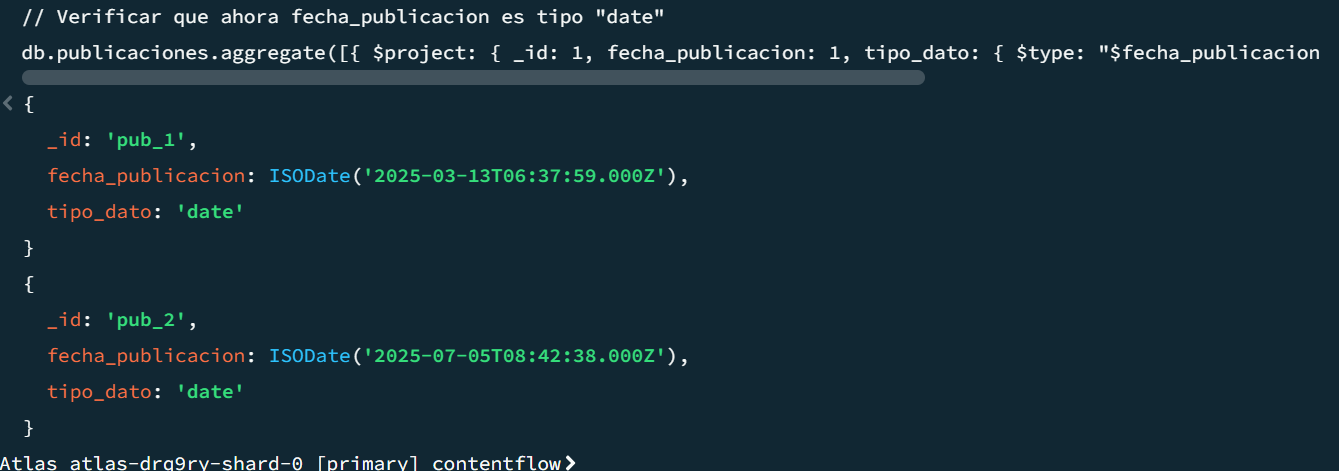 // Verificar que ahora fecha_publicacion es tipo "date"
db.publicaciones.aggregate([{ $project: { _id: 1, fecha_publicacion: 1, tipo_dato: { $type: "$fecha_publicacion
{
_id: 'pub_1',
fecha_publicacion: ISODate('2025-03-13T06:37:59.000Z'),
tipo_dato: 'date'
}
{
_id: 'pub_2',
fecha_publicacion: ISODate('2025-07-05T08:42:38.000Z'),
tipo_dato: 'date'
}
Atlas atlas-drq9ry-shard-0 [primary] contentflow>